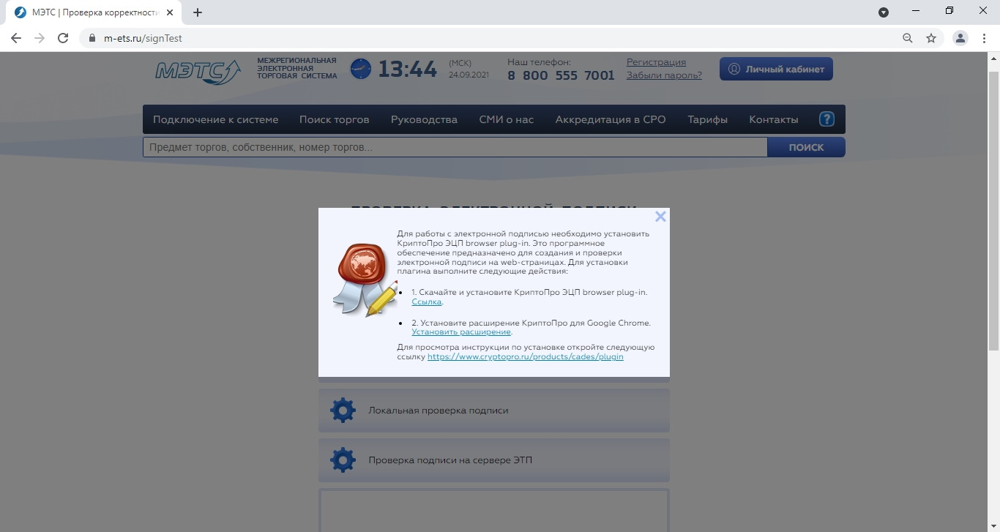 МЭТС | Проверка корректности
m-ets.ru/signTest
МЭТС
МЕЖРЕГИОНАЛЬНАЯ
ЭЛЕКТРОННАЯ
ТОРГОВАЯ СИСТЕМА
13:44
(МСК)
24.09.2021
Наш телефон:
8 800 555 7001
Регистрация
Забыли пароль?
Личный кабинет
Подключение к системе Поиск торгов Руководства СМИ о нас Аккредитация в СРО Тарифы Контакты ?
Предмет торгов, собственник, номер торгов...
ПОИСК
ПРОВЕРКА ЭЛЕКТРОННОЙ ПОДПИСИ
Для работы с электронной подписью необходимо установить
КриптоПро ЭЦП browser plug-in. Это программное
обеспечение предназначено для создания и проверки
электронной подписи на web-страницах. Для установки
плагина выполните следующие действия:
• 1. Скачайте и установите КриптоПро ЭЦП browser plug-in.
Ссылка.
• 2. Установите расширение КриптоПро для Google Chrome.
Установить расширение.
Для просмотра инструкции по установке откройте следующую
ссылку https://www.cryptopro.ru/products/cades/plugin
Локальная проверка подписи
Проверка подписи на сервере ЭТП